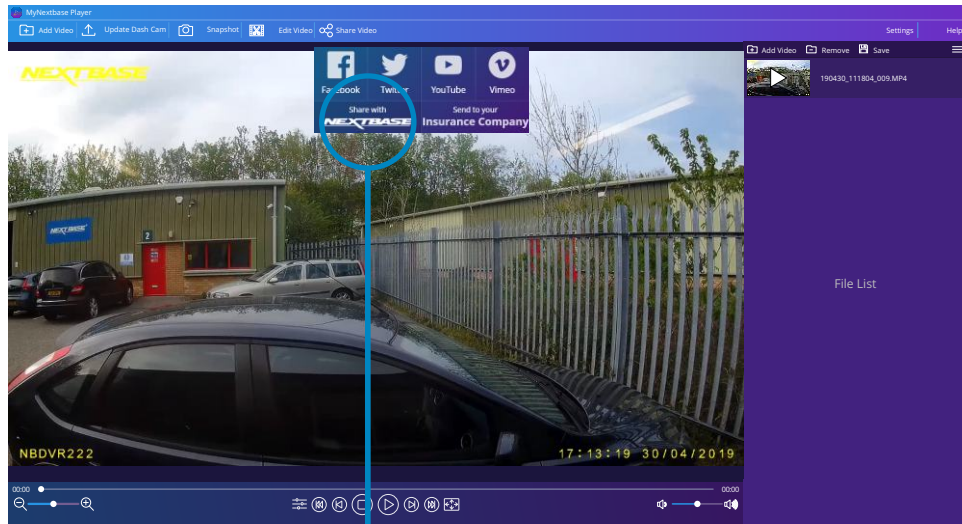 MyNextbase Player
Add Video Update Dash Cam Snapshot Edit Video Share Video Settings Help
Add Video Remove Save
NEXTBASE
Facebook Twitter YouTube Vimeo
Share with Send to your
NEXTBASE Insurance Company
190430_111804_009.MP4
NEXTBASE
2
File List
NBDVR222 17:13:19 30/04/2019
00:00 00:00